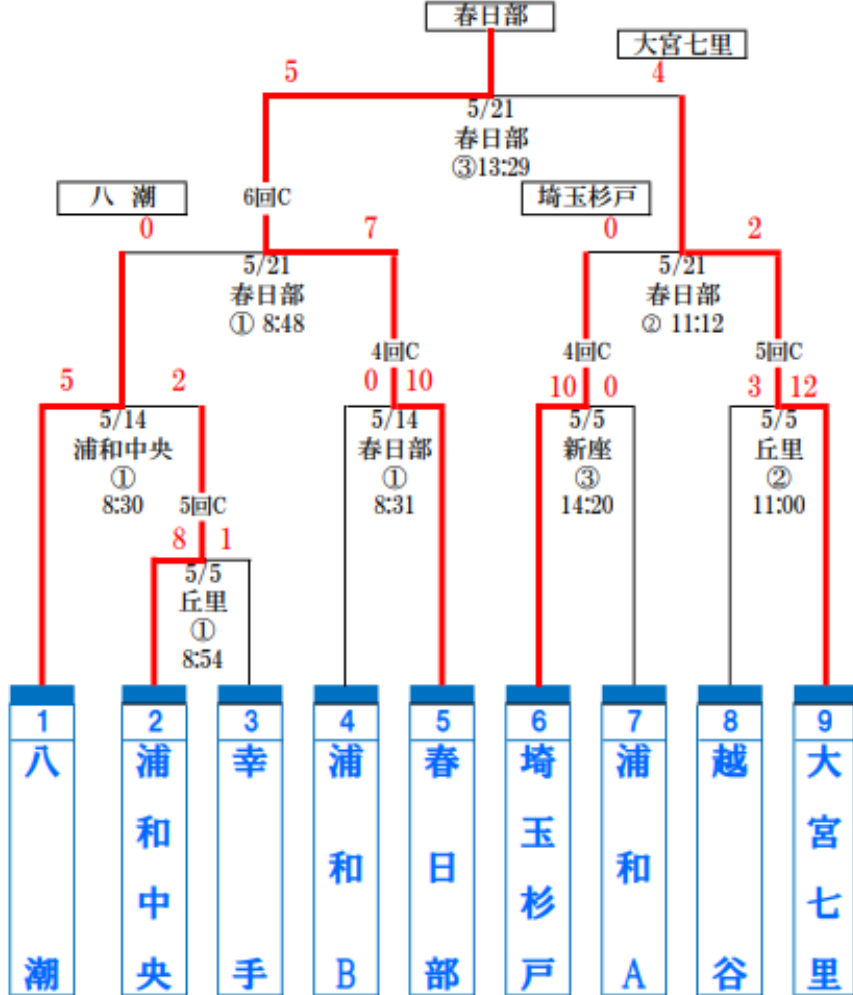 春日部
大宮七里
5
4
5/21
春日部
③13:29
八 潮
6回C
埼玉杉戸
0
7
0
2
5/21
春日部
① 8:48
5/21
春日部
② 11:12
4回C
4回C
5回C
5
2
0
10
10
0
3
12
5/14
浦和中央
①
8:30
5/14
春日部
①
8:31
5/5
新座
③
14:20
5/5
丘里
②
11:00
5回C
8
1
5/5
丘里
①
8:54
1
八潮
2
浦和中央
3
幸手
4
浦和B
5
春日部
6
埼玉杉戸
7
浦和A
8
越谷
9
大宮七里